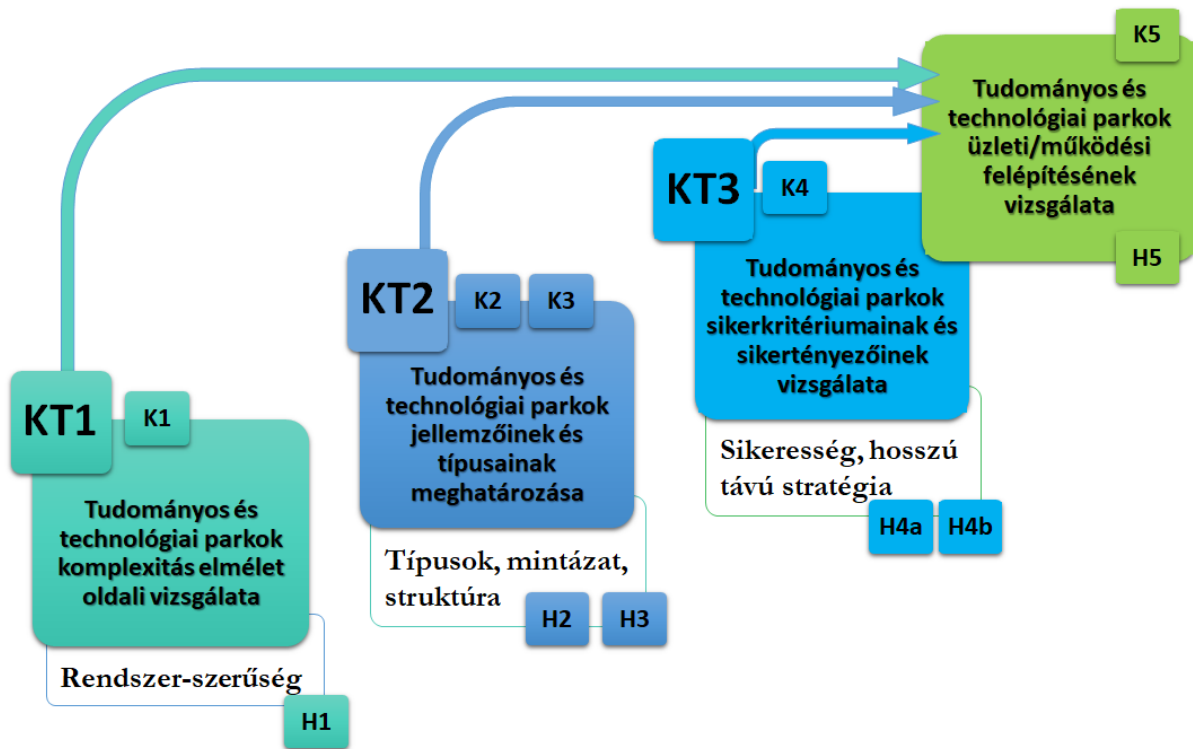 KT1
K1
Tudományos és
technológiai parkok
komplexitás elmélet
oldali vizsgálata
Rendszer-szerűség
H1
KT2
K2
K3
Tudományos és
technológiai parkok
jellemzőinek és
típusainak
meghatározása
Típusok, mintázat,
struktúra
H2
H3
KT3
K4
Tudományos és
technológiai parkok
sikerkritériumainak és
sikertényezőinek
vizsgálata
Sikeresség, hosszú
távú stratégia
H4a
H4b
K5
Tudományos és
technológiai parkok
üzleti/működési
felépítésének
vizsgálata
H5